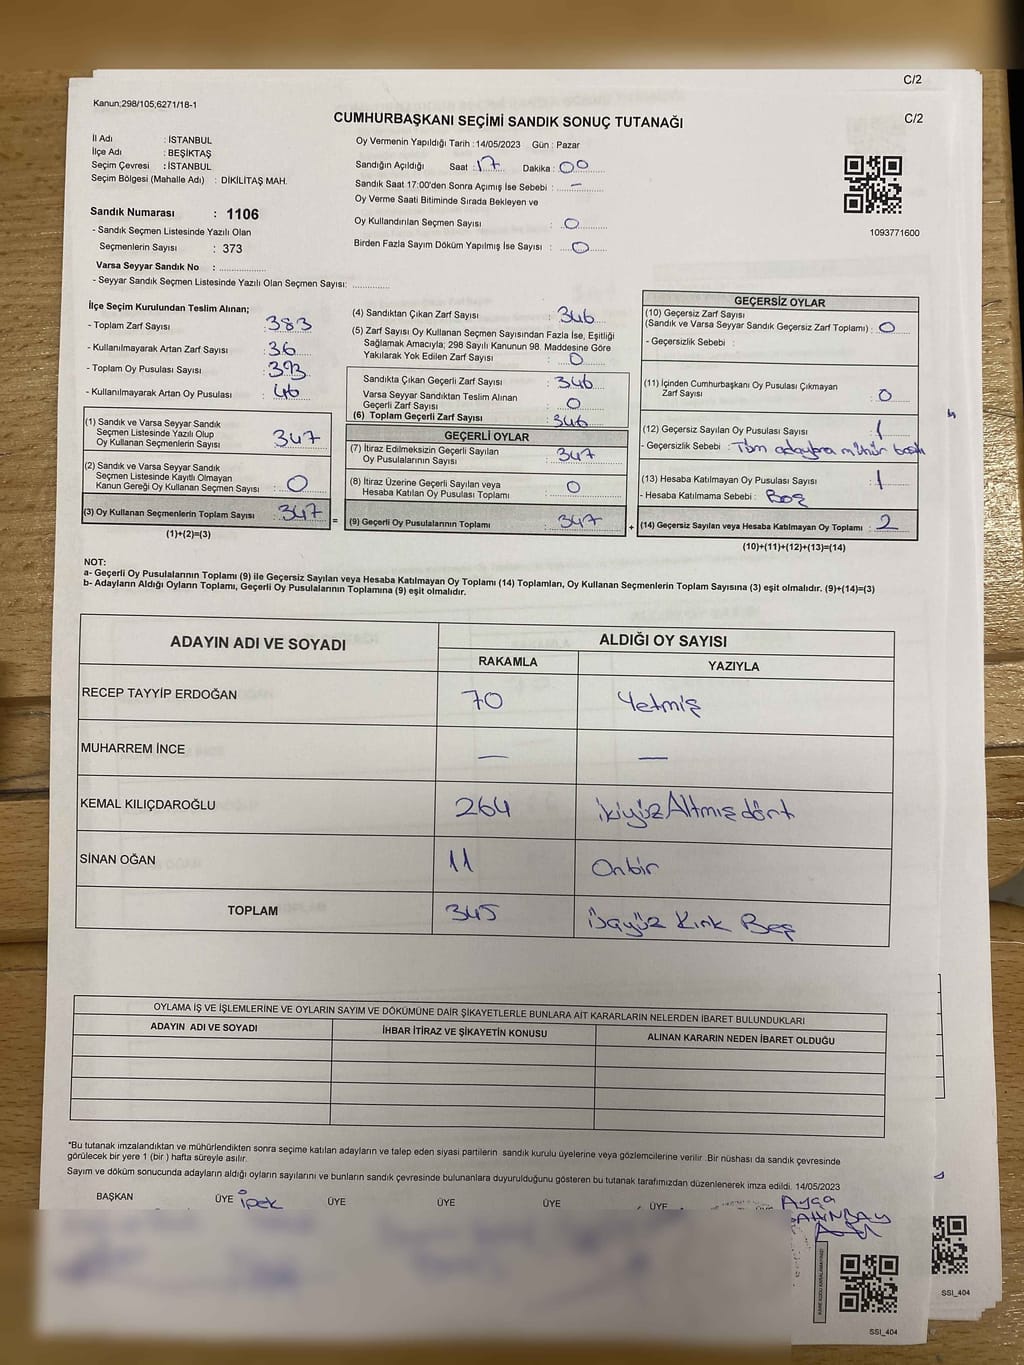 C/2
C/2
Kanun;298/105;6271/18-1
CUMHURBAŞKANI SEÇİMİ SANDIK SONUÇ TUTANAĞI
İl Adı : İSTANBUL
İlçe Adı : BEŞİKTAŞ
Seçim Çevresi : İSTANBUL
Seçim Bölgesi (Mahalle Adı) : DİKİLİTAŞ MAH.
Sandık Numarası : 1106
- Sandık Seçmen Listesinde Yazılı Olan
Seçmenlerin Sayısı : 373
Varsa Seyyar Sandık No :
- Seyyar Sandık Seçmen Listesinde Yazılı Olan Seçmen Sayısı:
Oy Vermenin Yapıldığı Tarih : 14/05/2023 Gün : Pazar
Sandığın Açıldığı Saat : 17 Dakika : 00
Sandık Saat 17:00'den Sonra Açımış İse Sebebi : —
Oy Verme Saati Bitiminde Sırada Bekleyen ve
Oy Kullandırılan Seçmen Sayısı : 0
Birden Fazla Sayım Döküm Yapılmış İse Sayısı : 0
1093771600
İlçe Seçim Kurulundan Teslim Alınan;
- Toplam Zarf Sayısı : 383
- Kullanılmayarak Artan Zarf Sayısı : 36
- Toplam Oy Pusulası Sayısı : 393
- Kullanılmayarak Artan Oy Pusulası : 46
(1) Sandık ve Varsa Seyyar Sandık
Seçmen Listesinde Yazılı Olup
Oy Kullanan Seçmenlerin Sayısı : 347
(2) Sandık ve Varsa Seyyar Sandık
Seçmen Listesinde Kayıtlı Olmayan
Kanun Gereği Oy Kullanan Seçmen Sayısı : 0
(3) Oy Kullanan Seçmenlerin Toplam Sayısı : 347
(1)+(2)=(3)
=
(4) Sandıktan Çıkan Zarf Sayısı : 346
(5) Zarf Sayısı Oy Kullanan Seçmen Sayısından Fazla İse, Eşitliği
Sağlamak Amacıyla; 298 Sayılı Kanunun 98. Maddesine Göre
Yakılarak Yok Edilen Zarf Sayısı : 0
Sandıkta Çıkan Geçerli Zarf Sayısı : 346
Varsa Seyyar Sandıktan Teslim Alınan
Geçerli Zarf Sayısı : 0
(6) Toplam Geçerli Zarf Sayısı : 346
GEÇERLİ OYLAR
(7) İtiraz Edilmeksizin Geçerli Sayılan
Oy Pusulalarının Sayısı : 347
(8) İtiraz Üzerine Geçerli Sayılan veya
Hesaba Katılan Oy Pusulası Toplamı : 0
(9) Geçerli Oy Pusulalarının Toplamı : 347
+
GEÇERSİZ OYLAR
(10) Geçersiz Zarf Sayısı
(Sandık ve Varsa Seyyar Sandık Geçersiz Zarf Toplamı) : 0
- Geçersizlik Sebebi :
(11) İçinden Cumhurbaşkanı Oy Pusulası Çıkmayan
Zarf Sayısı : 0
(12) Geçersiz Sayılan Oy Pusulası Sayısı : 1
- Geçersizlik Sebebi : Tüm adaylara mühür bastı
(13) Hesaba Katılmayan Oy Pusulası Sayısı : 1
- Hesaba Katılmama Sebebi : Boş
(14) Geçersiz Sayılan veya Hesaba Katılmayan Oy Toplamı : 2
(10)+(11)+(12)+(13)=(14)
NOT:
a- Geçerli Oy Pusulalarının Toplamı (9) ile Geçersiz Sayılan veya Hesaba Katılmayan Oy Toplamı (14) Toplamları, Oy Kullanan Seçmenlerin Toplam Sayısına (3) eşit olmalıdır. (9)+(14)=(3)
b- Adayların Aldığı Oyların Toplamı, Geçerli Oy Pusulalarının Toplamına (9) eşit olmalıdır.
ADAYIN ADI VE SOYADI ALDIĞI OY SAYISI
RAKAMLA YAZIYLA
RECEP TAYYİP ERDOĞAN 70 Yetmiş
MUHARREM İNCE — —
KEMAL KILIÇDAROĞLU 264 ikiyüz Altmış dört
SİNAN OĞAN 11 Onbir
TOPLAM 345 üçyüz Kırk Beş
OYLAMA İŞ VE İŞLEMLERİNE VE OYLARIN SAYIM VE DÖKÜMÜNE DAİR ŞİKAYETLERLE BUNLARA AİT KARARLARIN NELERDEN İBARET BULUNDUKLARI
ADAYIN ADI VE SOYADI İHBAR İTİRAZ VE ŞİKAYETİN KONUSU ALINAN KARARIN NEDEN İBARET OLDUĞU
*Bu tutanak imzalandıktan ve mühürlendikten sonra seçime katılan adayların ve talep eden siyasi partilerin sandık kurulu üyelerine veya gözlemcilerine verilir .Bir nüshası da sandık çevresinde
görülecek bir yere 1 (bir ) hafta süreyle asılır.
Sayım ve döküm sonucunda adayların aldığı oyların sayılarını ve bunların sandık çevresinde bulunanlara duyurulduğunu gösteren bu tutanak tarafımızdan düzenlenerek imza edildi. 14/05/2023
BAŞKAN ÜYE ipek ÜYE ÜYE ÜYE ÜYE
SSI_404
SSI_404